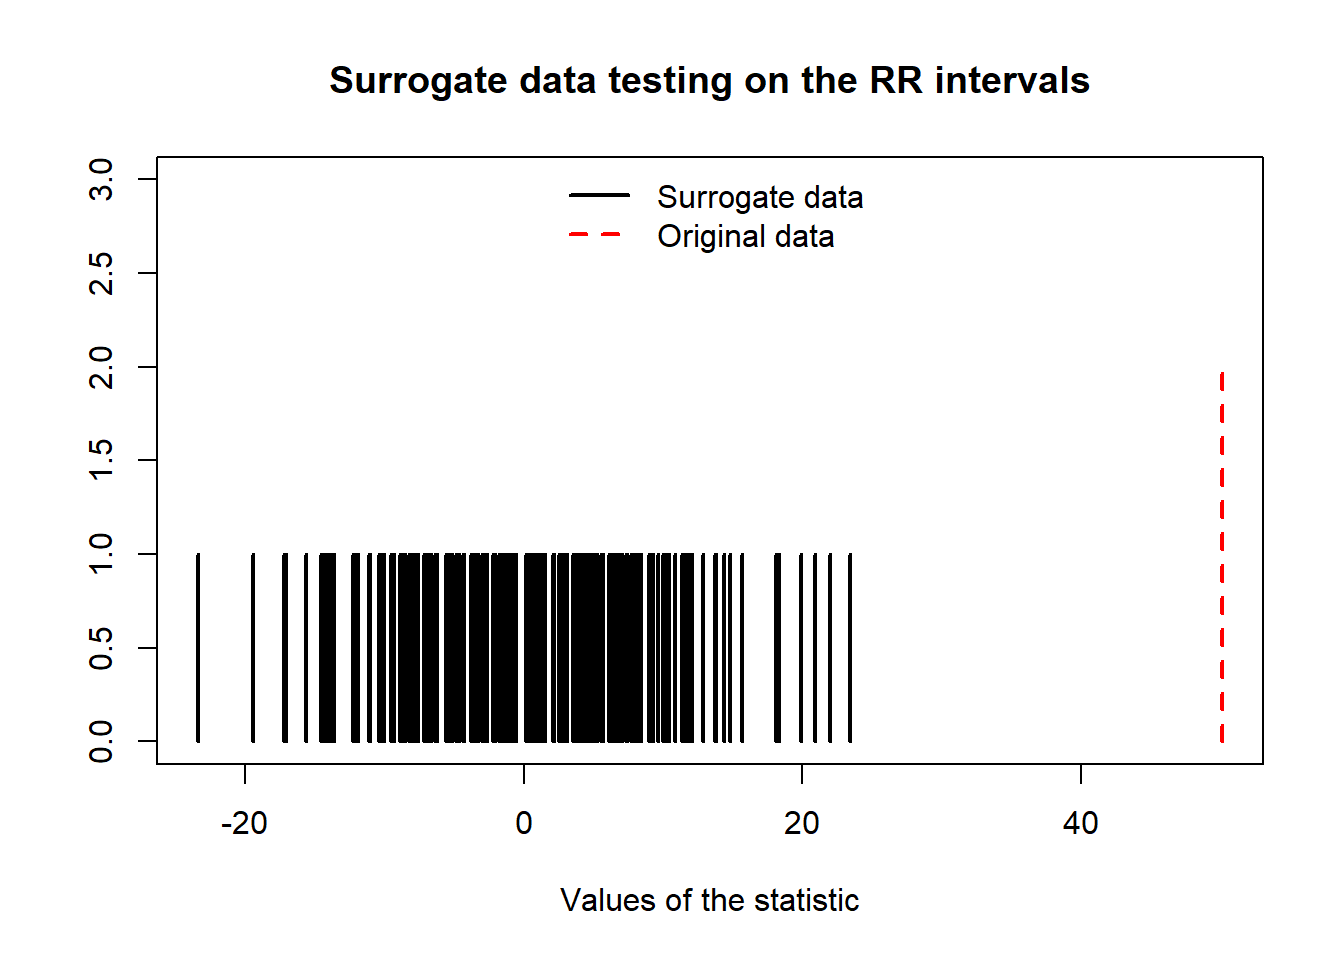 Surrogate data testing on the RR intervals
Surrogate data
Original data
3.0
2.5
2.0
1.5
1.0
0.5
0.0
-20 0 20 40
Values of the statistic